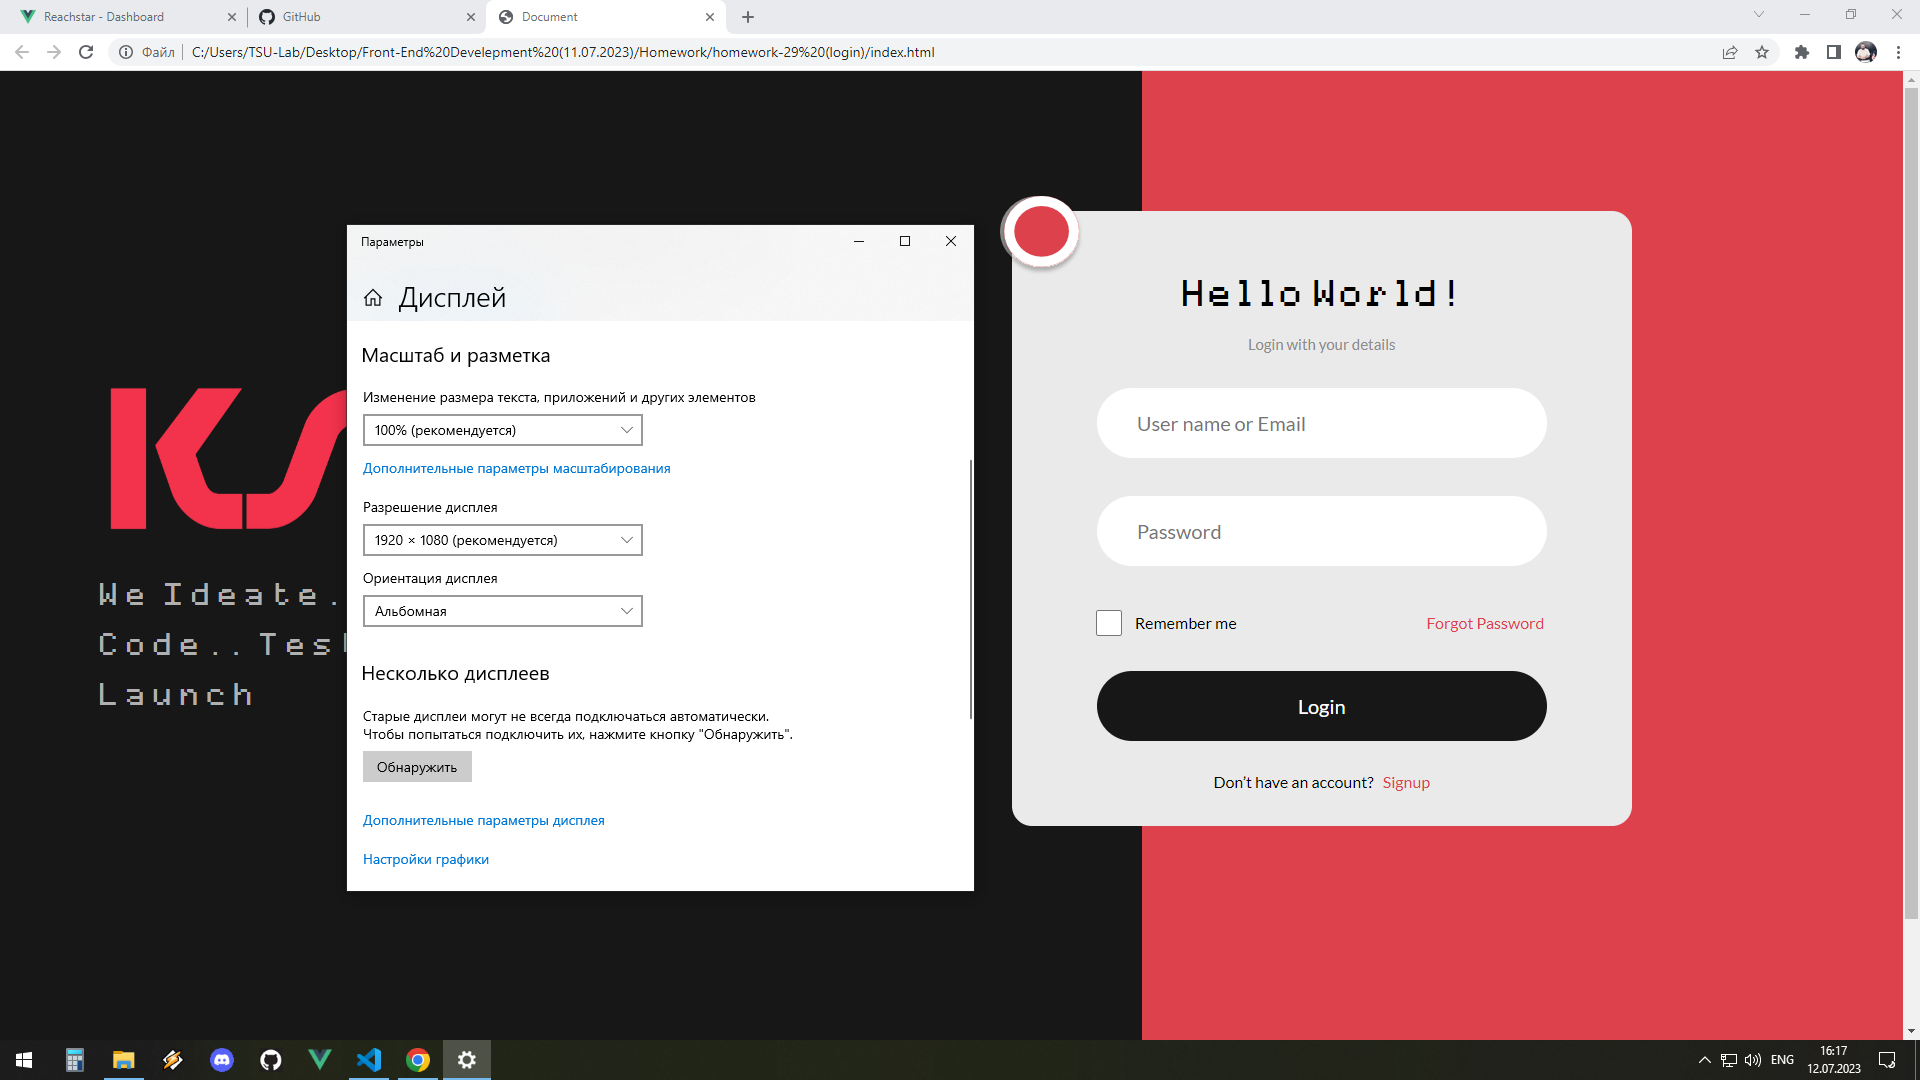 Reachstar - Dashboard
GitHub
Document
Файл
C:/Users/TSU-Lab/Desktop/Front-End%20Develepment%20(11.07.2023)/Homework/homework-29%20(login)/index.html
KS
We Ideate.
Code.. Test
Launch
Параметры
Дисплей
Масштаб и разметка
Изменение размера текста, приложений и других элементов
100% (рекомендуется)
Дополнительные параметры масштабирования
Разрешение дисплея
1920 × 1080 (рекомендуется)
Ориентация дисплея
Альбомная
Несколько дисплеев
Старые дисплеи могут не всегда подключаться автоматически.
Чтобы попытаться подключить их, нажмите кнопку "Обнаружить".
Обнаружить
Дополнительные параметры дисплея
Настройки графики
Hello World!
Login with your details
User name or Email
Password
Remember me
Forgot Password
Login
Don’t have an account? Signup
ENG
16:17
12.07.2023